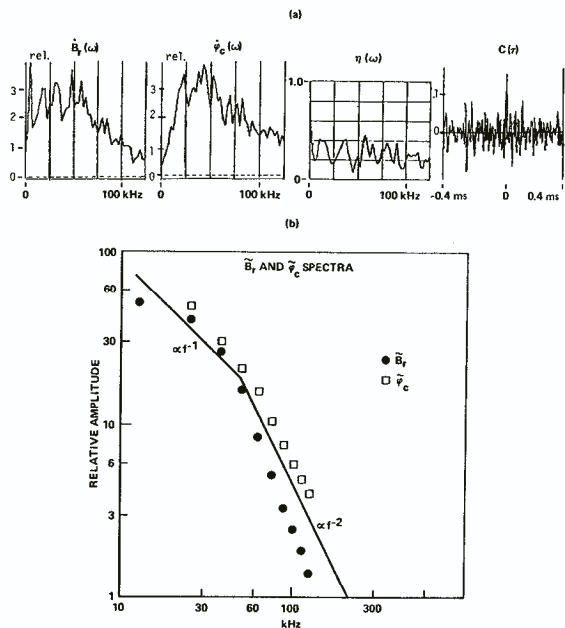 (a)
rel. Ḃr(ω)
rel. φ̇c(ω)
η(ω)
C(τ)
3
2
1
0
0 100 kHz
3
2
1
0
0 100 kHz
1.0
0
0 100 kHz
.1
0
-0.4 ms 0 0.4 ms
(b)
B̃r AND φ̃c SPECTRA
100
60
30
10
6
3
1
RELATIVE AMPLITUDE
∝f-1
∝f-2
B̃r
φ̃c
10 30 60 100 300
kHz